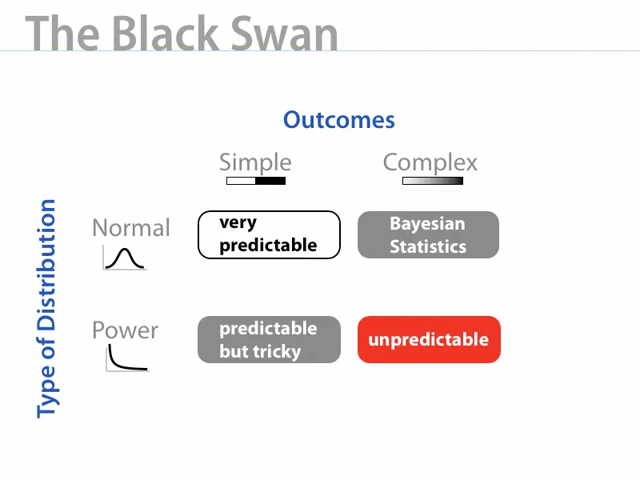 The Black Swan
Outcomes
Simple
Complex
Type of Distribution
Normal
very
predictable
Bayesian
Statistics
Power
predictable
but tricky
unpredictable